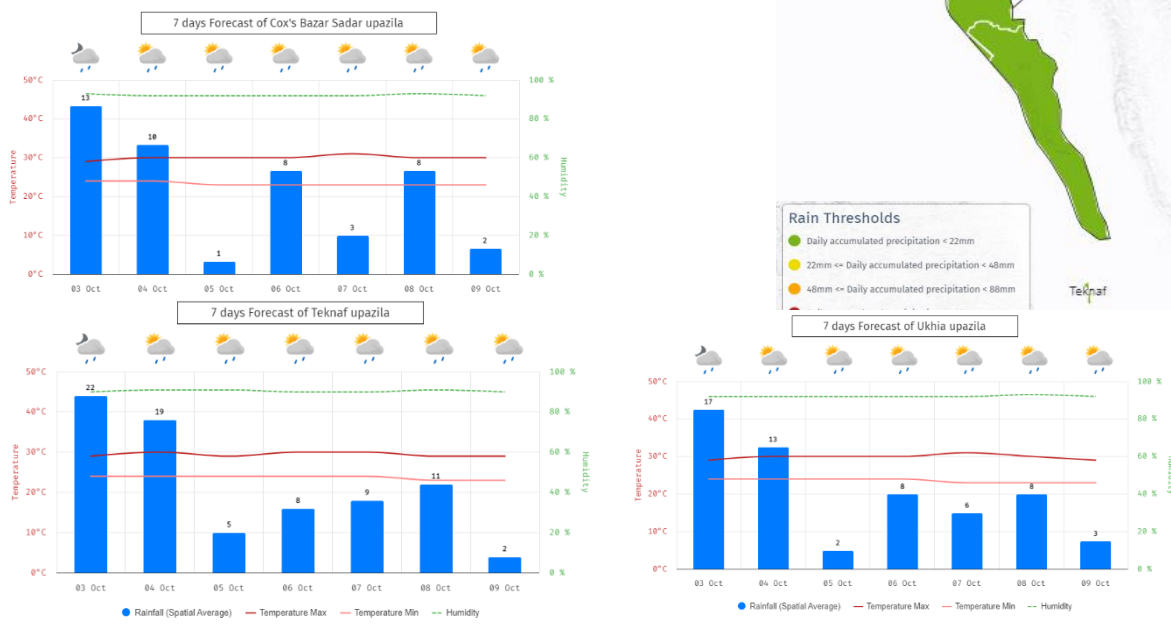 7 days Forecast of Cox's Bazar Sadar upazila
50°C
40°C
30°C
20°C
10°C
0°C
Temperature
13
10
1
8
3
8
2
100 %
80 %
60 %
40 %
20 %
0 %
Humidity
03 Oct
04 Oct
05 Oct
06 Oct
07 Oct
08 Oct
09 Oct
Rain Thresholds
Daily accumulated precipitation < 22mm
22mm <= Daily accumulated precipitation < 48mm
48mm <= Daily accumulated precipitation < 88mm
Teknaf
7 days Forecast of Teknaf upazila
50°C
40°C
30°C
20°C
10°C
0°C
Temperature
22
19
5
8
9
11
2
100 %
80 %
60 %
40 %
20 %
0 %
Humidity
03 Oct
04 Oct
05 Oct
06 Oct
07 Oct
08 Oct
09 Oct
Rainfall (Spatial Average) Temperature Max Temperature Min Humidity
7 days Forecast of Ukhia upazila
50°C
40°C
30°C
20°C
10°C
0°C
Temperature
17
13
2
8
6
8
3
100 %
80 %
60 %
40 %
20 %
0 %
Humidity
03 Oct
04 Oct
05 Oct
06 Oct
07 Oct
08 Oct
09 Oct
Rainfall (Spatial Average) Temperature Max Temperature Min Humidity